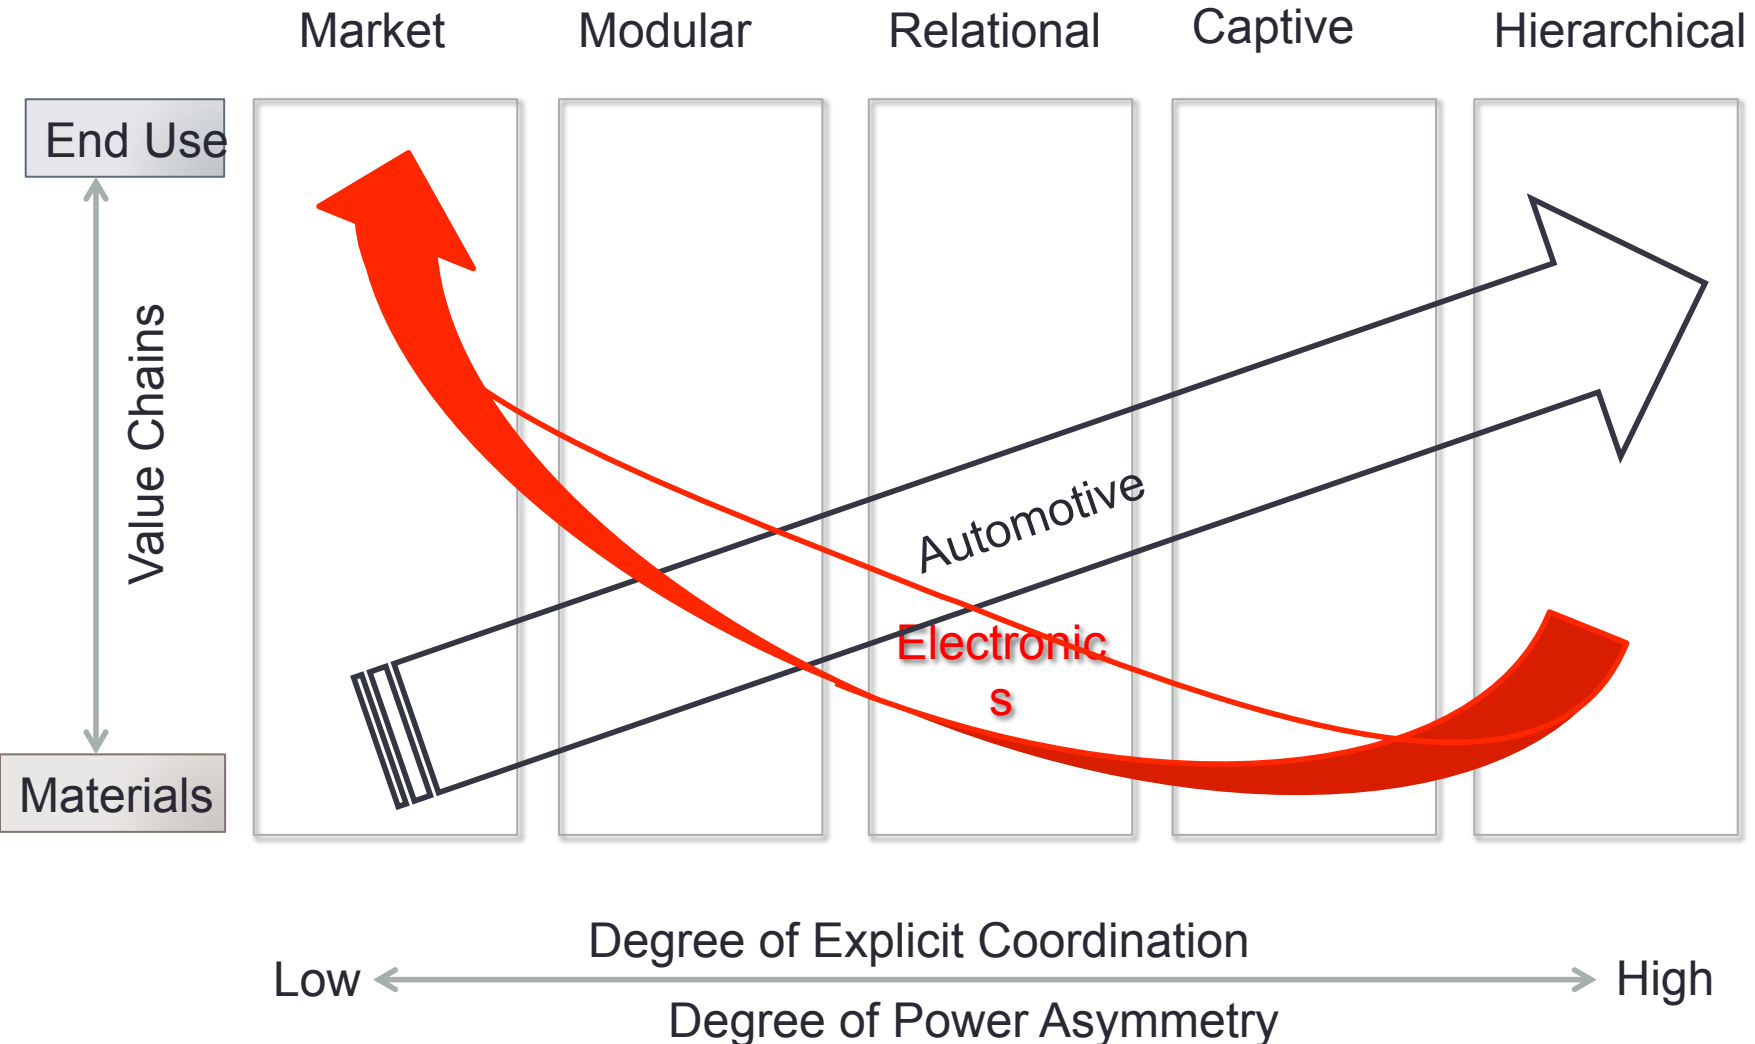 Market
Modular
Relational
Captive
Hierarchical
End Use
Value Chains
Materials
Automotive
Electronic
s
Degree of Explicit Coordination
Low
High
Degree of Power Asymmetry